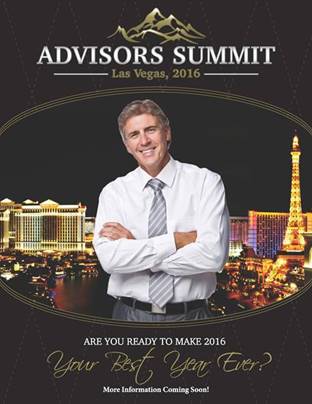 ADVISORS SUMMIT
Las Vegas, 2016
ARE YOU READY TO MAKE 2016
Your Best Year Ever?
More Information Coming Soon!